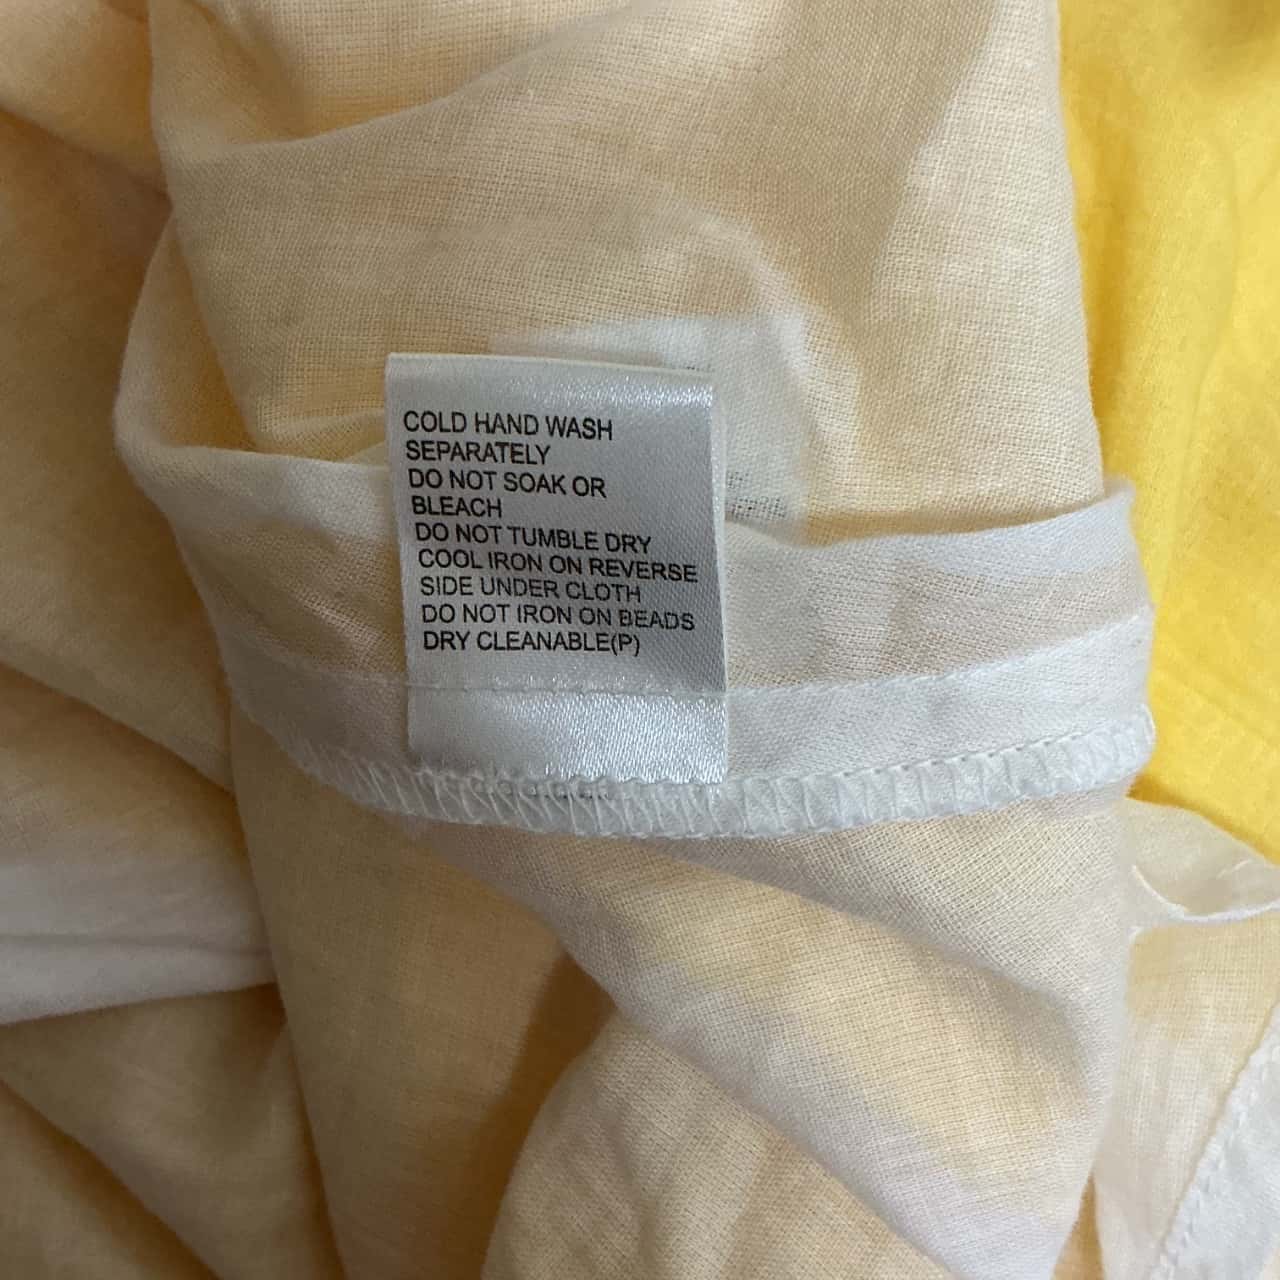 COLD HAND WASH
SEPARATELY
DO NOT SOAK OR
BLEACH
DO NOT TUMBLE DRY
COOL IRON ON REVERSE
SIDE UNDER CLOTH
DO NOT IRON ON BEADS
DRY CLEANABLE(P)